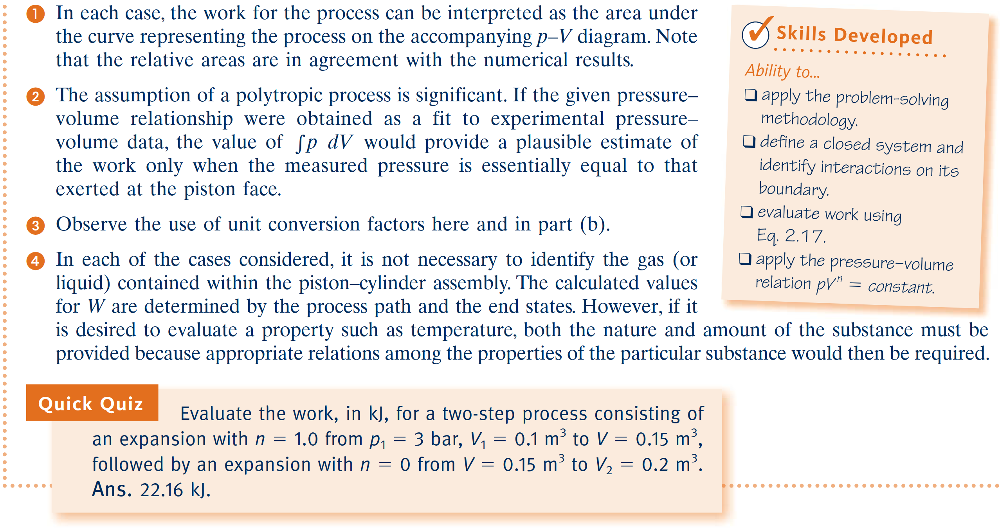 1 In each case, the work for the process can be interpreted as the area under
the curve representing the process on the accompanying p–V diagram. Note
that the relative areas are in agreement with the numerical results.
2 The assumption of a polytropic process is significant. If the given pressure–
volume relationship were obtained as a fit to experimental pressure–
volume data, the value of ∫p dV would provide a plausible estimate of
the work only when the measured pressure is essentially equal to that
exerted at the piston face.
3 Observe the use of unit conversion factors here and in part (b).
4 In each of the cases considered, it is not necessary to identify the gas (or
liquid) contained within the piston–cylinder assembly. The calculated values
for W are determined by the process path and the end states. However, if it
is desired to evaluate a property such as temperature, both the nature and amount of the substance must be
provided because appropriate relations among the properties of the particular substance would then be required.
✓ Skills Developed
Ability to...
❑ apply the problem-solving
methodology.
❑ define a closed system and
identify interactions on its
boundary.
❑ evaluate work using
Eq. 2.17.
❑ apply the pressure–volume
relation pVⁿ = constant.
Quick Quiz
Evaluate the work, in kJ, for a two-step process consisting of
an expansion with n = 1.0 from p₁ = 3 bar, V₁ = 0.1 m³ to V = 0.15 m³,
followed by an expansion with n = 0 from V = 0.15 m³ to V₂ = 0.2 m³.
Ans. 22.16 kJ.